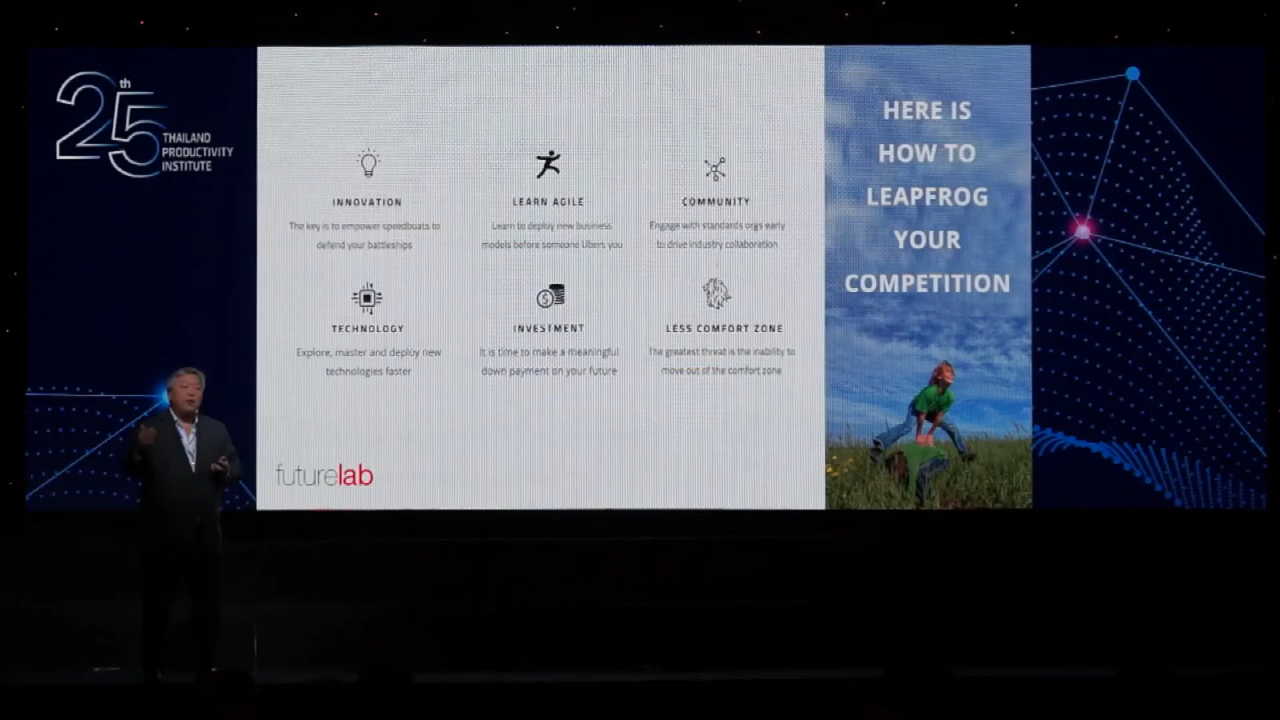 25th
THAILAND
PRODUCTIVITY
INSTITUTE
INNOVATION
The key is to empower speedboats to
defend your battleships
LEARN AGILE
Learn to deploy new business
models before someone Ubers you
COMMUNITY
Engage with standards orgs early
to drive industry collaboration
TECHNOLOGY
Explore, master and deploy new
technologies faster
INVESTMENT
It is time to make a meaningful
down payment on your future
LESS COMFORT ZONE
The greatest threat is the inability to
move out of the comfort zone
futurelab
HERE IS
HOW TO
LEAPFROG
YOUR
COMPETITION